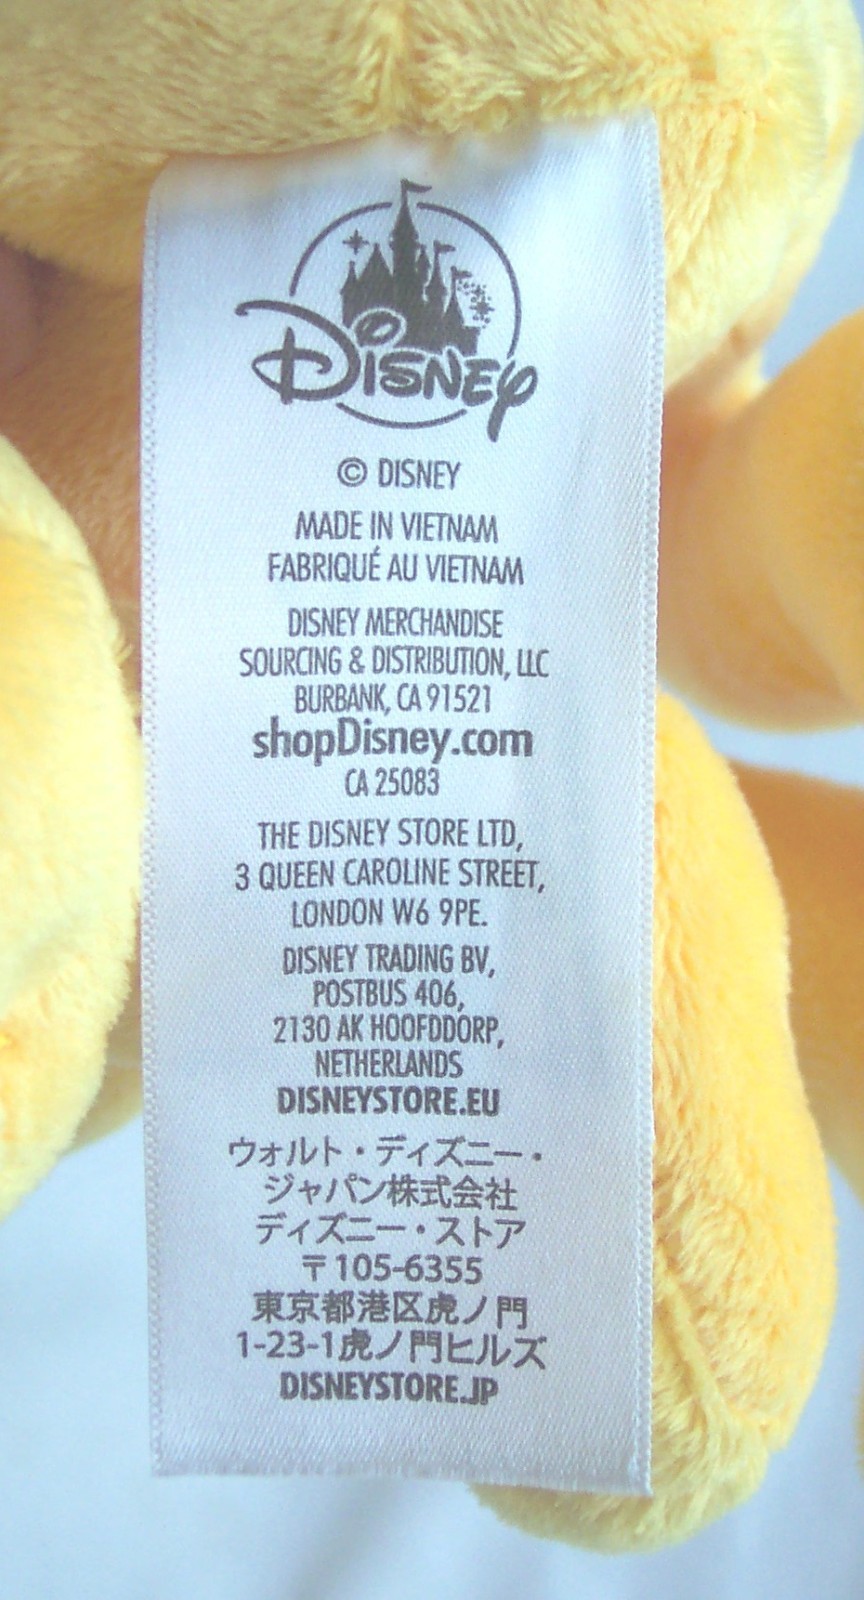 Disney
© DISNEY
MADE IN VIETNAM
FABRIQUÉ AU VIETNAM
DISNEY MERCHANDISE
SOURCING & DISTRIBUTION, LLC
BURBANK, CA 91521
shopDisney.com
CA 25083
THE DISNEY STORE LTD,
3 QUEEN CAROLINE STREET,
LONDON W6 9PE.
DISNEY TRADING BV,
POSTBUS 406,
2130 AK HOOFDDORP,
NETHERLANDS
DISNEYSTORE.EU
ウォルト・ディズニー・
ジャパン株式会社
ディズニー・ストア
〒105-6355
東京都港区虎ノ門
1-23-1虎ノ門ヒルズ
DISNEYSTORE.JP